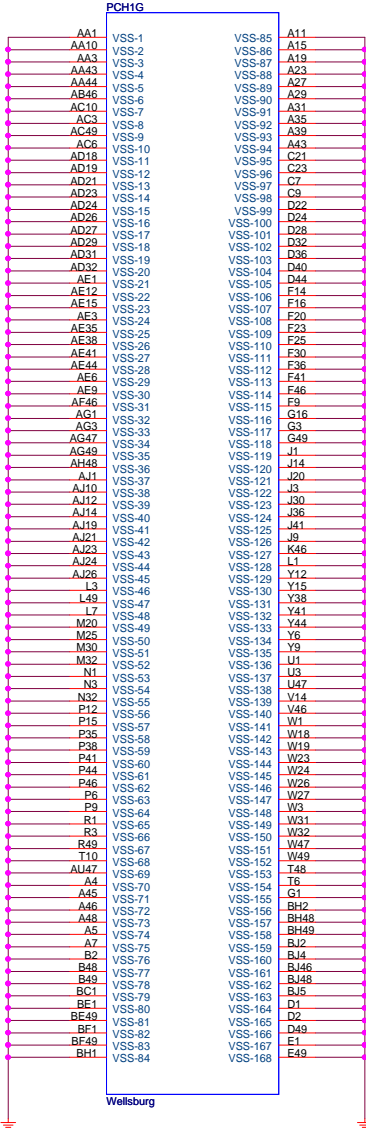 PCH1G
AA1 VSS-1 VSS-85 A11
AA10 VSS-2 VSS-86 A15
AA3 VSS-3 VSS-87 A19
AA43 VSS-4 VSS-88 A23
AA44 VSS-5 VSS-89 A27
AB46 VSS-6 VSS-90 A29
AC10 VSS-7 VSS-91 A31
AC3 VSS-8 VSS-92 A35
AC49 VSS-9 VSS-93 A39
AC6 VSS-10 VSS-94 A43
AD18 VSS-11 VSS-95 C21
AD19 VSS-12 VSS-96 C23
AD21 VSS-13 VSS-97 C7
AD23 VSS-14 VSS-98 C9
AD24 VSS-15 VSS-99 D22
AD26 VSS-16 VSS-100 D24
AD27 VSS-17 VSS-101 D28
AD29 VSS-18 VSS-102 D32
AD31 VSS-19 VSS-103 D36
AD32 VSS-20 VSS-104 D40
AE1 VSS-21 VSS-105 D44
AE12 VSS-22 VSS-106 F14
AE15 VSS-23 VSS-107 F16
AE3 VSS-24 VSS-108 F20
AE35 VSS-25 VSS-109 F23
AE38 VSS-26 VSS-110 F25
AE41 VSS-27 VSS-111 F30
AE44 VSS-28 VSS-112 F36
AE6 VSS-29 VSS-113 F41
AE9 VSS-30 VSS-114 F46
AF46 VSS-31 VSS-115 F9
AG1 VSS-32 VSS-116 G16
AG3 VSS-33 VSS-117 G3
AG47 VSS-34 VSS-118 G49
AG49 VSS-35 VSS-119 J1
AH48 VSS-36 VSS-120 J14
AJ1 VSS-37 VSS-121 J20
AJ10 VSS-38 VSS-122 J3
AJ12 VSS-39 VSS-123 J30
AJ14 VSS-40 VSS-124 J36
AJ19 VSS-41 VSS-125 J41
AJ21 VSS-42 VSS-126 J9
AJ23 VSS-43 VSS-127 K46
AJ24 VSS-44 VSS-128 L1
AJ26 VSS-45 VSS-129 Y12
L3 VSS-46 VSS-130 Y15
L49 VSS-47 VSS-131 Y38
L7 VSS-48 VSS-132 Y41
M20 VSS-49 VSS-133 Y44
M25 VSS-50 VSS-134 Y6
M30 VSS-51 VSS-135 Y9
M32 VSS-52 VSS-136 U1
N1 VSS-53 VSS-137 U3
N3 VSS-54 VSS-138 U47
N32 VSS-55 VSS-139 V14
P12 VSS-56 VSS-140 V46
P15 VSS-57 VSS-141 W1
P35 VSS-58 VSS-142 W18
P38 VSS-59 VSS-143 W19
P41 VSS-60 VSS-144 W23
P44 VSS-61 VSS-145 W24
P46 VSS-62 VSS-146 W26
P6 VSS-63 VSS-147 W27
P9 VSS-64 VSS-148 W3
R1 VSS-65 VSS-149 W31
R3 VSS-66 VSS-150 W32
R49 VSS-67 VSS-151 W47
T10 VSS-68 VSS-152 W49
AU47 VSS-69 VSS-153 T48
A4 VSS-70 VSS-154 T6
A45 VSS-71 VSS-155 G1
A46 VSS-72 VSS-156 BH2
A48 VSS-73 VSS-157 BH48
A5 VSS-74 VSS-158 BH49
A7 VSS-75 VSS-159 BJ2
B2 VSS-76 VSS-160 BJ4
B48 VSS-77 VSS-161 BJ46
B49 VSS-78 VSS-162 BJ48
BC1 VSS-79 VSS-163 BJ5
BE1 VSS-80 VSS-164 D1
BE49 VSS-81 VSS-165 D2
BF1 VSS-82 VSS-166 D49
BF49 VSS-83 VSS-167 E1
BH1 VSS-84 VSS-168 E49
Wellsburg